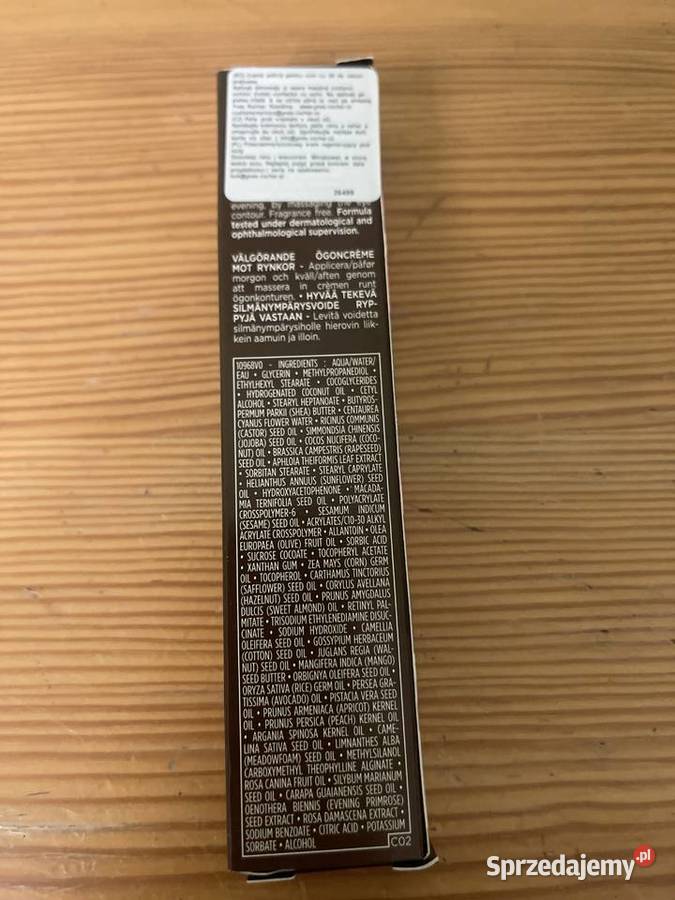 26499
evening, by massaging the eye
contour. Fragrance free. Formula
tested under dermatological and
ophthalmological supervision.
VÄLGÖRANDE ÖGONCRÈME
MOT RYNKOR - Applicera/påfør
morgon och kväll/aften genom
att massera in crèmen runt
ögonkonturen. • HYVÄÄ TEKEVÄ
SILMÄNYMPÄRYSVOIDE RYP-
PYJÄ VASTAAN - Levitä voidetta
silmänympärysiholle hierovin liik-
kein aamuin ja illoin.
10968V0 - INGREDIENTS : AQUA/WATER/
EAU • GLYCERIN • METHYLPROPANEDIOL •
ETHYLHEXYL STEARATE • COCOGLYCERIDES
• HYDROGENATED COCONUT OIL • CETYL
ALCOHOL • STEARYL HEPTANOATE • BUTYROS-
PERMUM PARKII (SHEA) BUTTER • CENTAUREA
CYANUS FLOWER WATER • RICINUS COMMUNIS
(CASTOR) SEED OIL • SIMMONDSIA CHINENSIS
(JOJOBA) SEED OIL • COCOS NUCIFERA (COCO-
NUT) OIL • BRASSICA CAMPESTRIS (RAPESEED)
SEED OIL • APHLOIA THEIFORMIS LEAF EXTRACT
• SORBITAN STEARATE • STEARYL CAPRYLATE
• HELIANTHUS ANNUUS (SUNFLOWER) SEED
OIL • HYDROXYACETOPHENONE • MACADA-
MIA TERNIFOLIA SEED OIL • POLYACRYLATE
CROSSPOLYMER-6 • SESAMUM INDICUM
(SESAME) SEED OIL • ACRYLATES/C10-30 ALKYL
ACRYLATE CROSSPOLYMER • ALLANTOIN • OLEA
EUROPAEA (OLIVE) FRUIT OIL • SORBIC ACID
• SUCROSE COCOATE • TOCOPHERYL ACETATE
• XANTHAN GUM • ZEA MAYS (CORN) GERM
OIL • TOCOPHEROL • CARTHAMUS TINCTORIUS
(SAFFLOWER) SEED OIL • CORYLUS AVELLANA
(HAZELNUT) SEED OIL • PRUNUS AMYGDALUS
DULCIS (SWEET ALMOND) OIL • RETINYL PAL-
MITATE • TRISODIUM ETHYLENEDIAMINE DISUC-
CINATE • SODIUM HYDROXIDE • CAMELLIA
OLEIFERA SEED OIL • GOSSYPIUM HERBACEUM
(COTTON) SEED OIL • JUGLANS REGIA (WAL-
NUT) SEED OIL • MANGIFERA INDICA (MANGO)
SEED BUTTER • ORBIGNYA OLEIFERA SEED OIL •
ORYZA SATIVA (RICE) GERM OIL • PERSEA GRA-
TISSIMA (AVOCADO) OIL • PISTACIA VERA SEED
OIL • PRUNUS ARMENIACA (APRICOT) KERNEL
OIL • PRUNUS PERSICA (PEACH) KERNEL OIL
• ARGANIA SPINOSA KERNEL OIL • CAME-
LINA SATIVA SEED OIL • LIMNANTHES ALBA
(MEADOWFOAM) SEED OIL • METHYLSILANOL
CARBOXYMETHYL THEOPHYLLINE ALGINATE •
ROSA CANINA FRUIT OIL • SILYBUM MARIANUM
SEED OIL • CARAPA GUAIANENSIS SEED OIL •
OENOTHERA BIENNIS (EVENING PRIMROSE)
SEED EXTRACT • ROSA DAMASCENA EXTRACT •
SODIUM BENZOATE • CITRIC ACID • POTASSIUM
SORBATE • ALCOHOL
C02
Sprzedajemy.pl